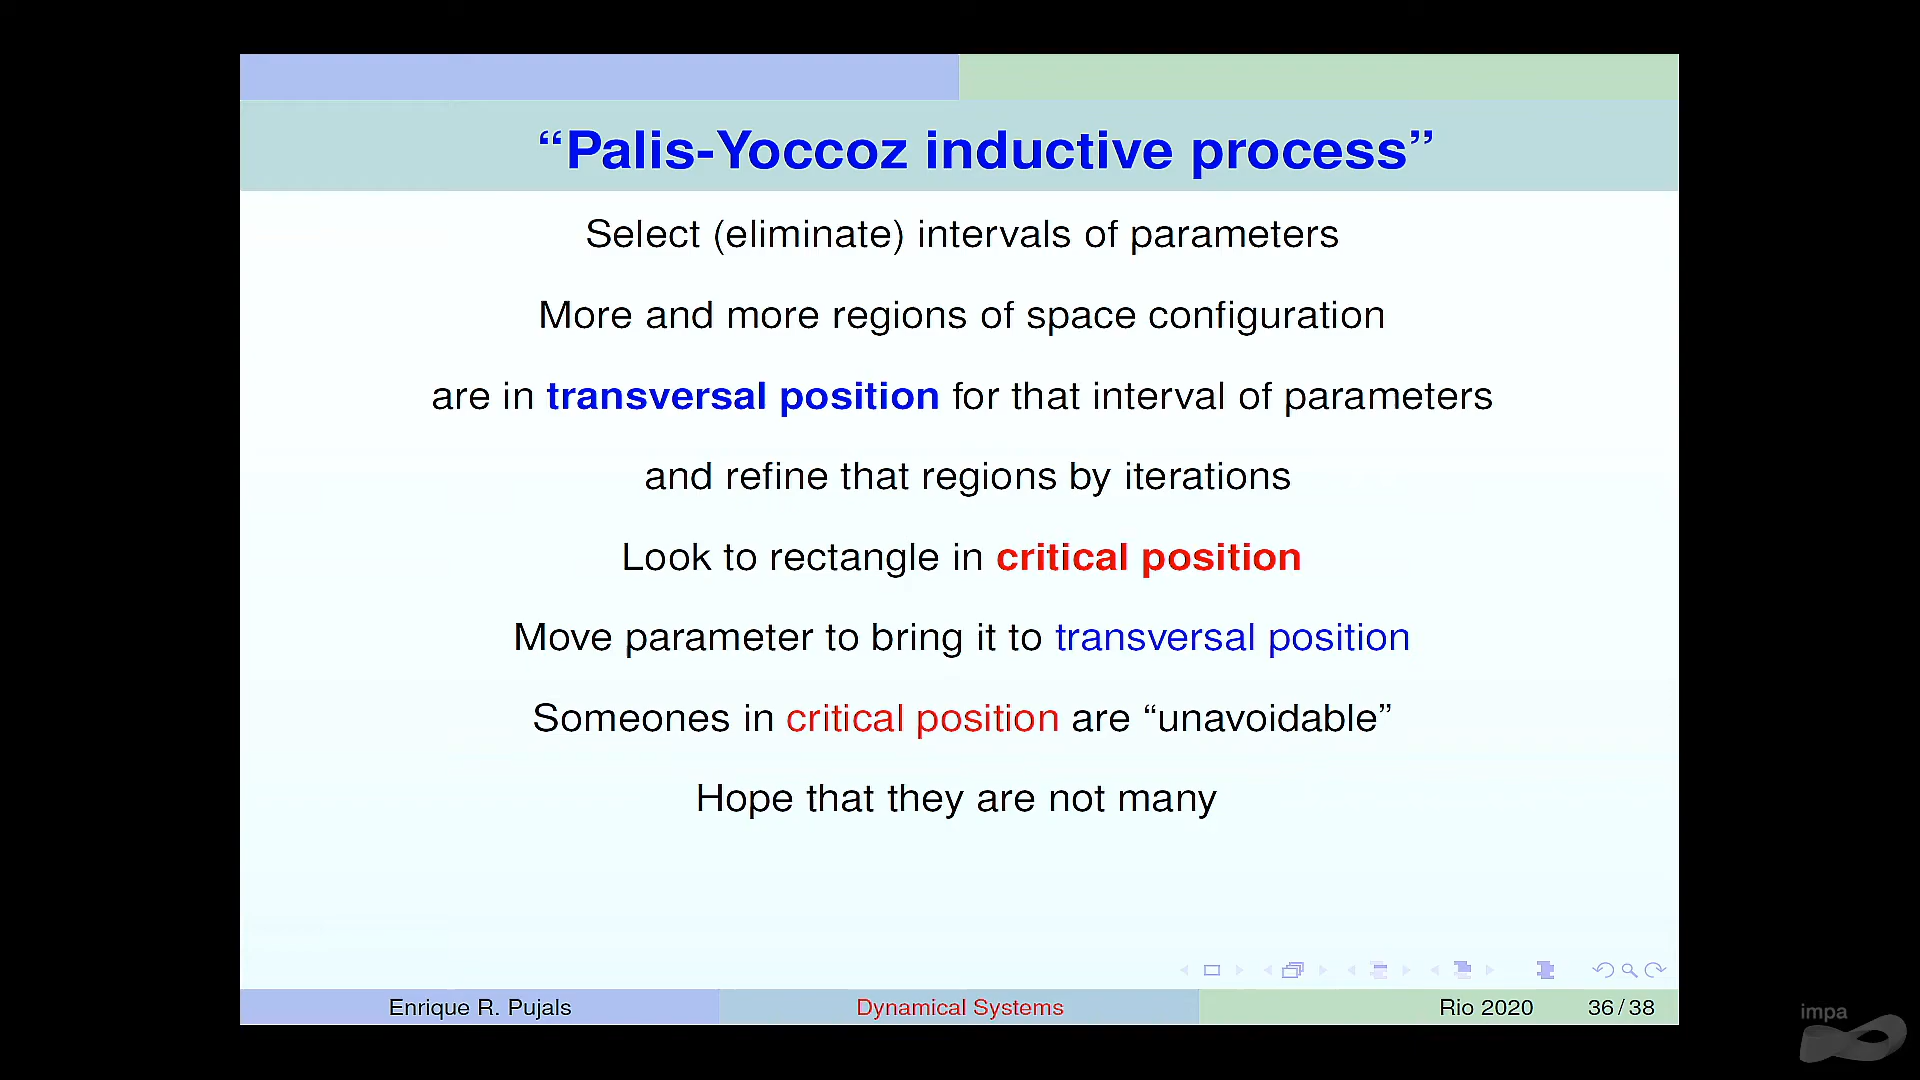 “Palis-Yoccoz inductive process”
Select (eliminate) intervals of parameters
More and more regions of space configuration
are in transversal position for that interval of parameters
and refine that regions by iterations
Look to rectangle in critical position
Move parameter to bring it to transversal position
Someones in critical position are “unavoidable”
Hope that they are not many
Enrique R. Pujals Dynamical Systems Rio 2020 36 / 38
impa